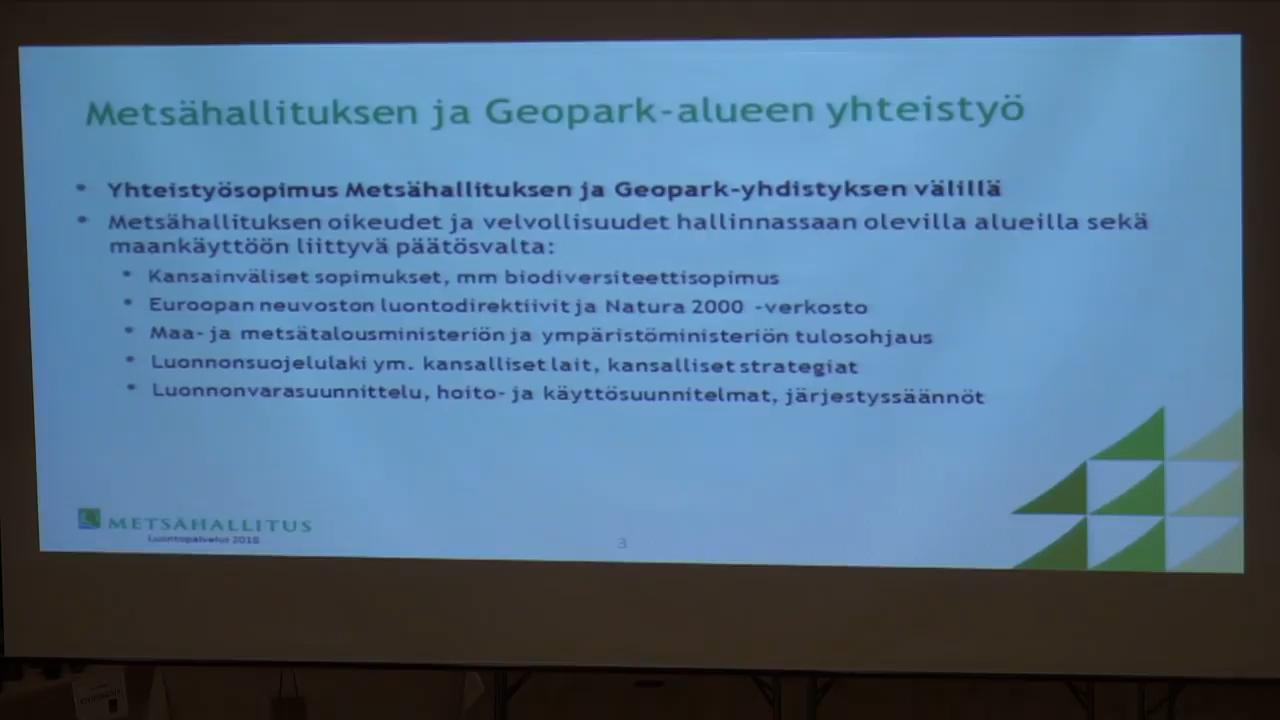 Metsähallituksen ja Geopark-alueen yhteistyö
• Yhteistyösopimus Metsähallituksen ja Geopark-yhdistyksen välillä
• Metsähallituksen oikeudet ja velvollisuudet hallinnassaan olevilla alueilla sekä
maankäyttöön liittyvä päätösvalta:
• Kansainväliset sopimukset, mm biodiversiteettisopimus
• Euroopan neuvoston luontodirektiivit ja Natura 2000 -verkosto
• Maa- ja metsätalousministeriön ja ympäristöministeriön tulosohjaus
• Luonnonsuojelulaki ym. kansalliset lait, kansalliset strategiat
• Luonnonvarasuunnittelu, hoito- ja käyttösuunnitelmat, järjestyssäännöt
METSÄHALLITUS
Luontopalvelut 2018
3